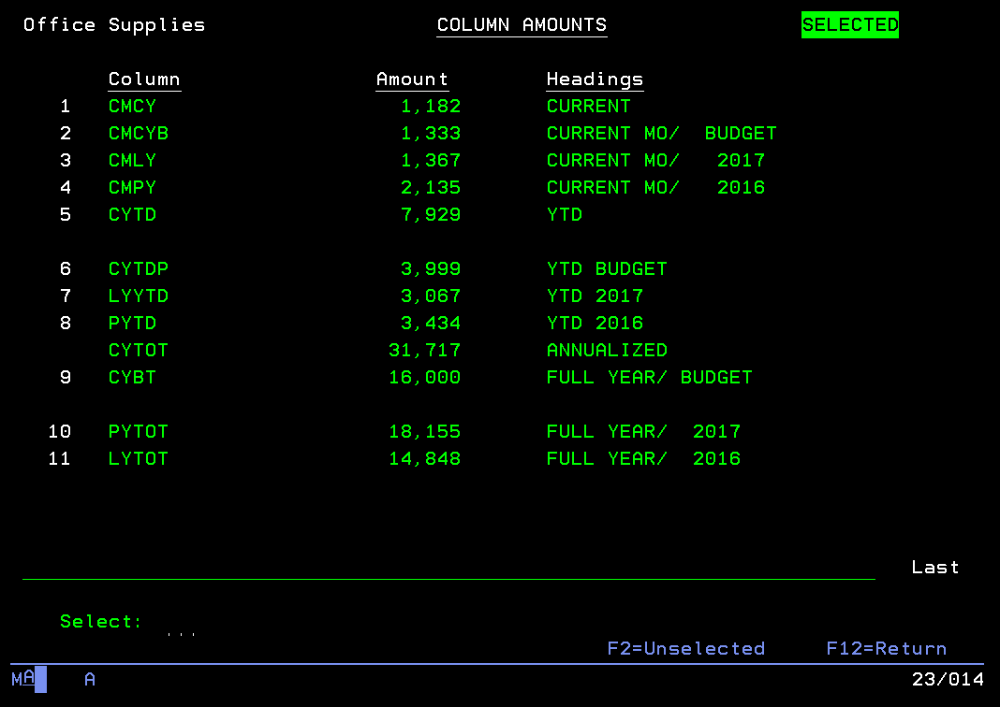 Office Supplies COLUMN AMOUNTS SELECTED
Column Amount Headings
1 CMCY 1,182 CURRENT
2 CMCYB 1,333 CURRENT MO/ BUDGET
3 CMLY 1,367 CURRENT MO/ 2017
4 CMPY 2,135 CURRENT MO/ 2016
5 CYTD 7,929 YTD
6 CYTDP 3,999 YTD BUDGET
7 LYYTD 3,067 YTD 2017
8 PYTD 3,434 YTD 2016
CYTOT 31,717 ANNUALIZED
9 CYBT 16,000 FULL YEAR/ BUDGET
10 PYTOT 18,155 FULL YEAR/ 2017
11 LYTOT 14,848 FULL YEAR/ 2016
Last
Select:
F2=Unselected F12=Return
MA A 23/014